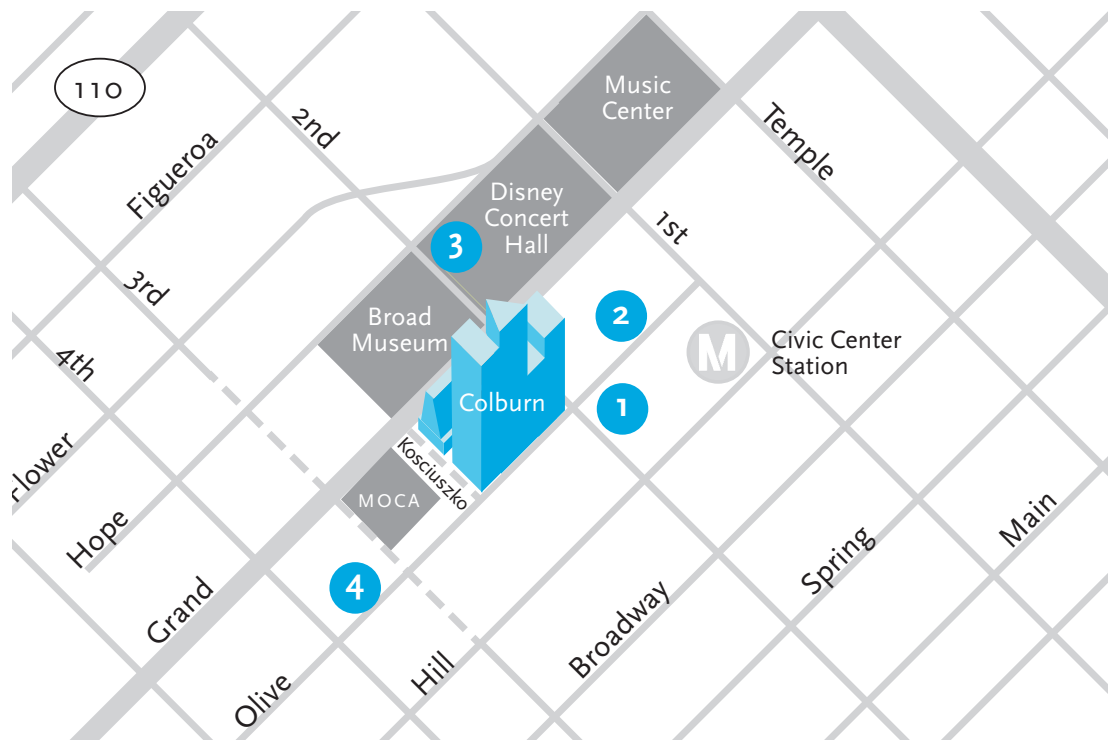 110
Music
Center
2nd
Temple
Figueroa
Disney
Concert
Hall
1st
3
3rd
2
Broad
Museum
M
Civic Center
Station
4th
Colburn
1
Kosciuszko
Flower
MOCA
Hope
Main
Spring
4
Grand
Broadway
Hill
Olive